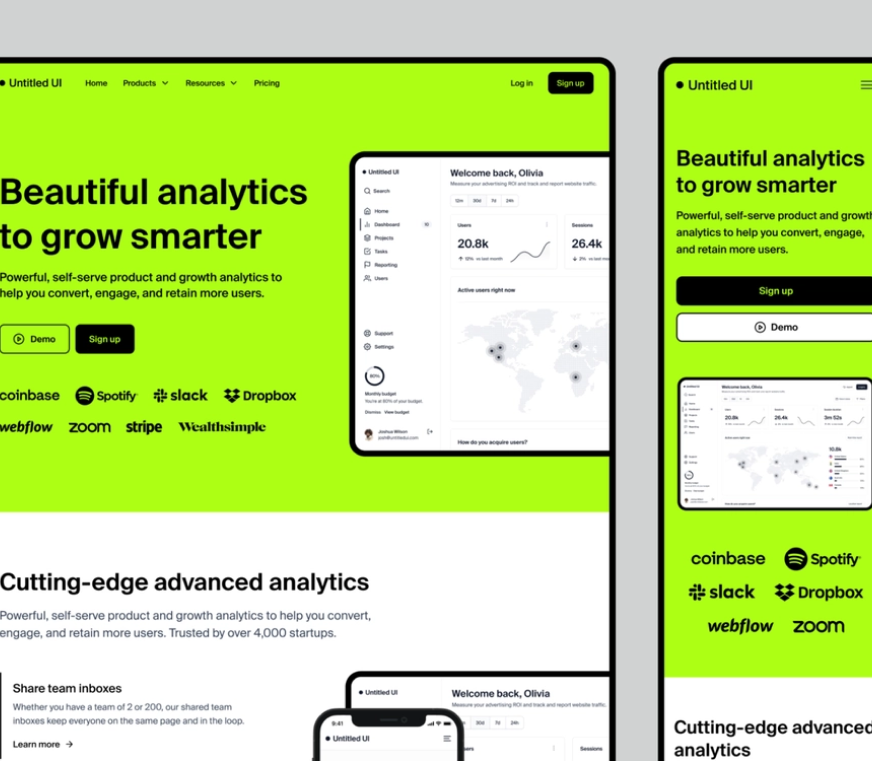 Untitled UI
Home
Products
Resources
Pricing
Log in
Sign up
Beautiful analytics
to grow smarter
Powerful, self-serve product and growth analytics to
help you convert, engage, and retain more users.
Demo
Sign up
coinbase
Spotify
slack
Dropbox
webflow
zoom
stripe
Wealthsimple
Untitled UI
Search
Home
Dashboard
10
Projects
Tasks
Reporting
Users
Support
Settings
80%
Monthly budget
You're at 80% of your budget.
Dismiss View budget
Joshua Wilson
Welcome back, Olivia
Measure your advertising ROI and track and report website traffic.
12m
30d
7d
24h
Users
20.8k
vs last month
Sessions
26.4k
2%
Active users right now
How do you acquire users?
Cutting-edge advanced analytics
Powerful, self-serve product and growth analytics to help you convert,
engage, and retain more users. Trusted by over 4,000 startups.
Share team inboxes
Whether you have a team of 2 or 200, our shared team
inboxes keep everyone on the same page and in the loop.
Learn more
Untitled UI
Welcome back, Olivia
Measure your advertising ROI and track and report website traffic.
30d
7d
24h
Sessions
9:41
Untitled UI
Untitled UI
Beautiful analytics
to grow smarter
Powerful, self-serve product and growth
analytics to help you convert, engage,
and retain more users.
Sign up
Demo
Welcome back, Olivia
20.8k
26.4k
3m 52s
10.8k
coinbase
Spotify
slack
Dropbox
webflow
zoom
Cutting-edge advanced
analytics